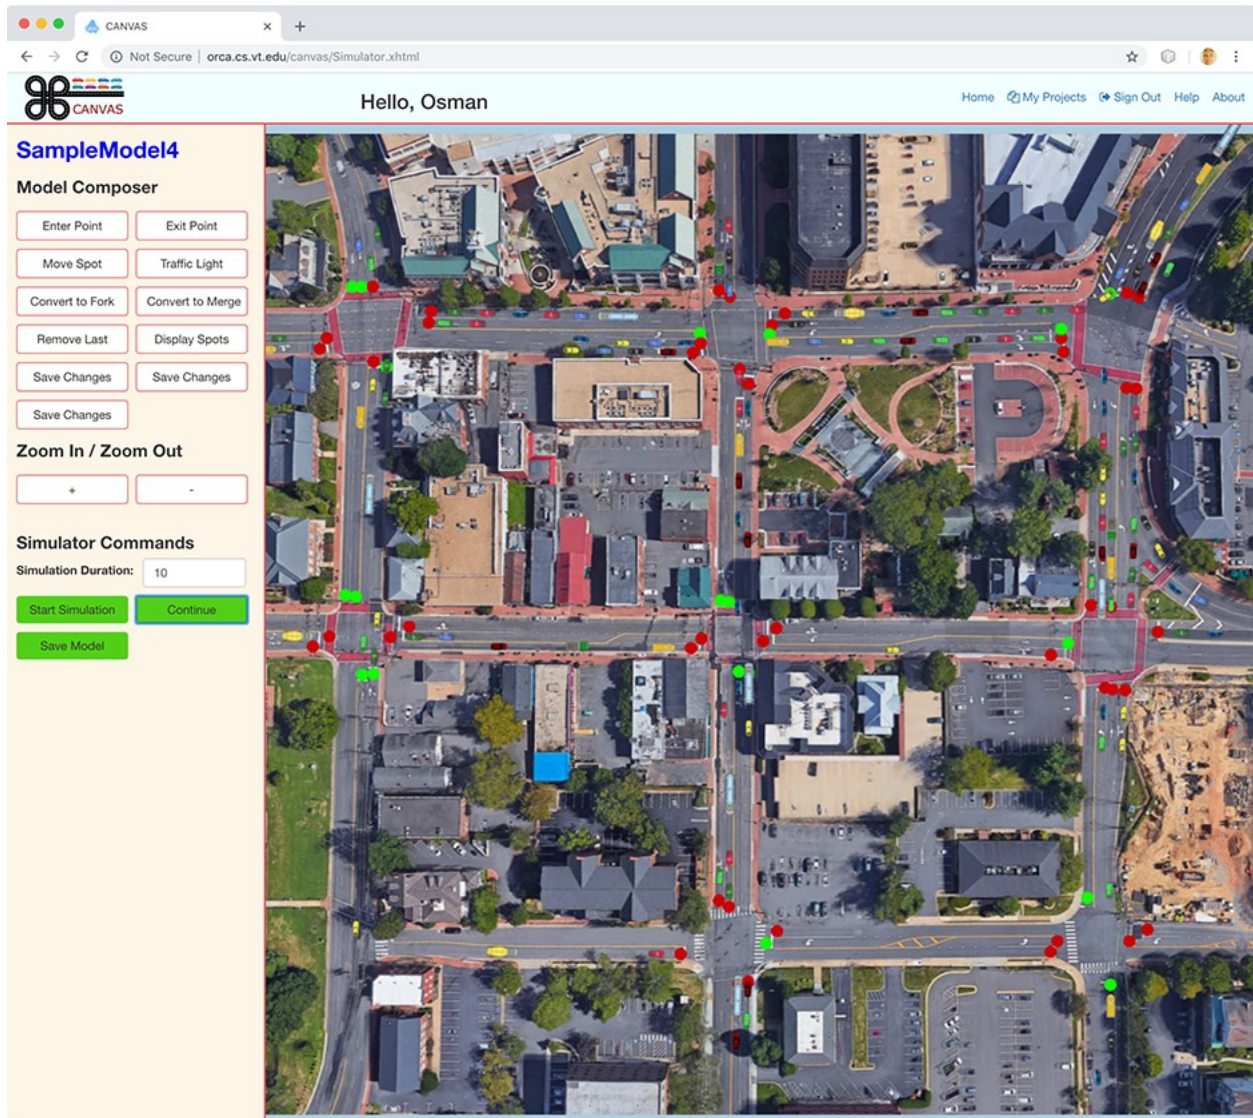 CANVAS
Not Secure | orca.cs.vt.edu/canvas/Simulator.xhtml
CANVAS
Hello, Osman
Home My Projects Sign Out Help About
SampleModel4
Model Composer
Enter Point Exit Point
Move Spot Traffic Light
Convert to Fork Convert to Merge
Remove Last Display Spots
Save Changes Save Changes
Save Changes
Zoom In / Zoom Out
+ -
Simulator Commands
Simulation Duration: 10
Start Simulation Continue
Save Model